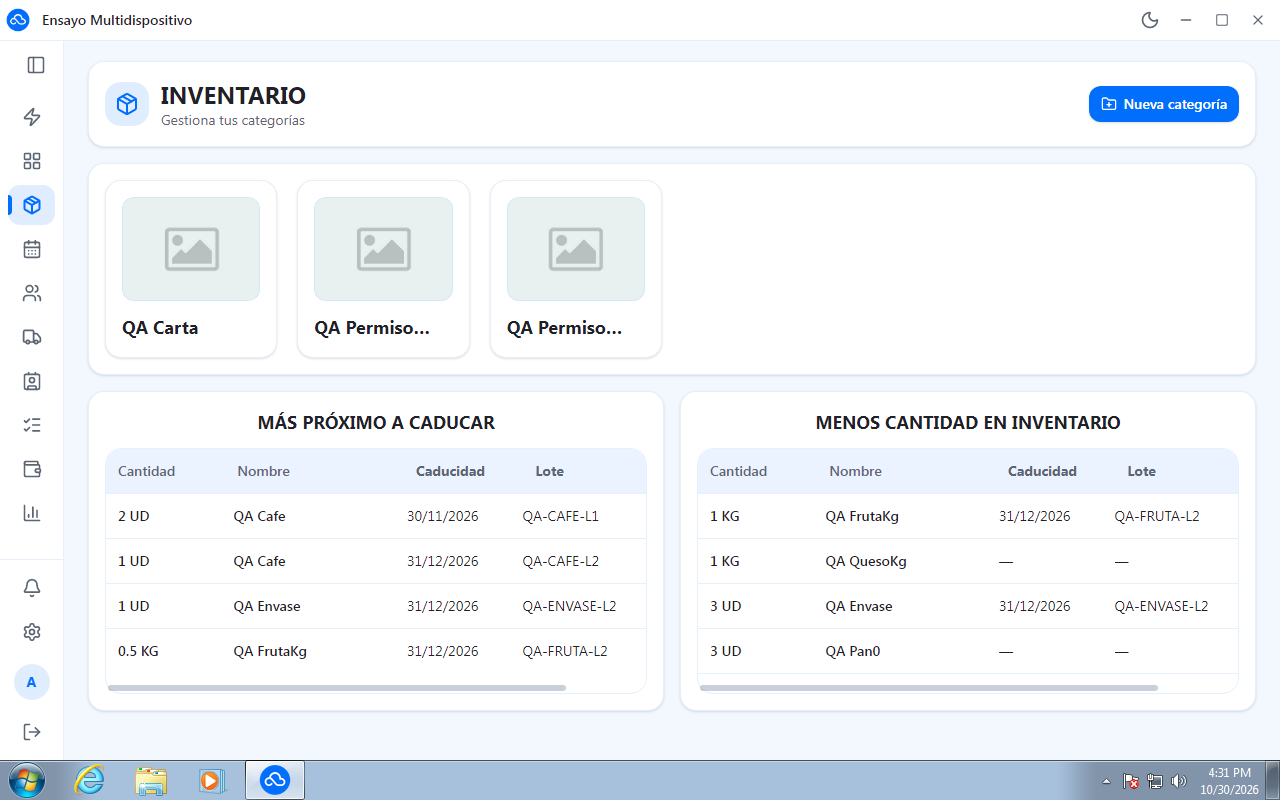 Ensayo Multidispositivo
INVENTARIO
Gestiona tus categorías
Nueva categoría
QA Carta
QA Permiso...
QA Permiso...
MÁS PRÓXIMO A CADUCAR
Cantidad Nombre Caducidad Lote
2 UD QA Cafe 30/11/2026 QA-CAFE-L1
1 UD QA Cafe 31/12/2026 QA-CAFE-L2
1 UD QA Envase 31/12/2026 QA-ENVASE-L2
0.5 KG QA FrutaKg 31/12/2026 QA-FRUTA-L2
MENOS CANTIDAD EN INVENTARIO
Cantidad Nombre Caducidad Lote
1 KG QA FrutaKg 31/12/2026 QA-FRUTA-L2
1 KG QA QuesoKg — —
3 UD QA Envase 31/12/2026 QA-ENVASE-L2
3 UD QA Pan0 — —
A
4:31 PM
10/30/2026